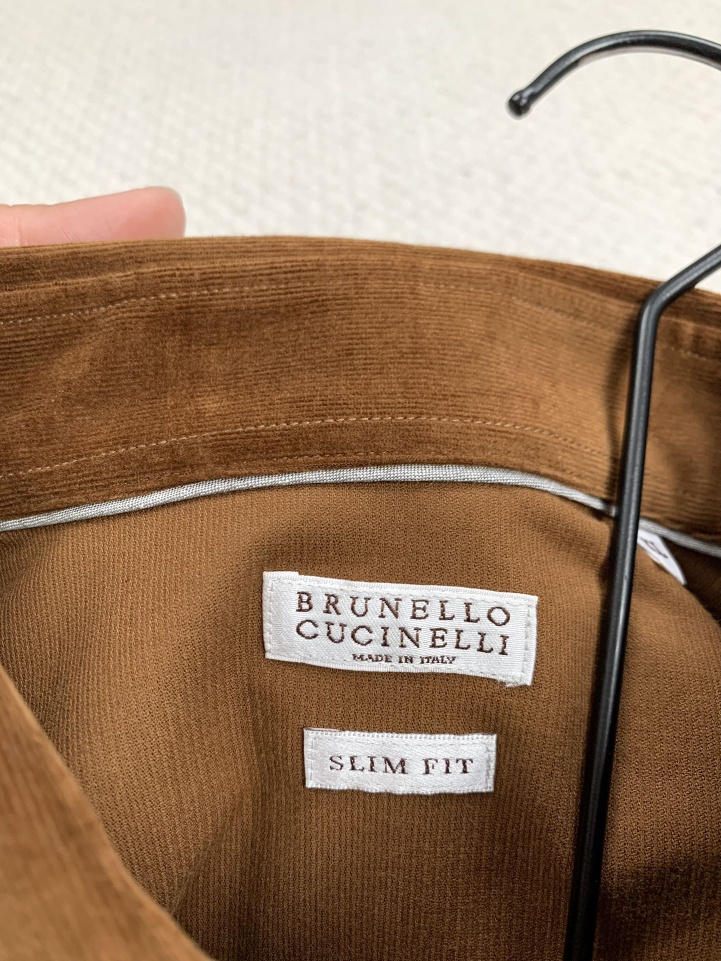 BRUNELLO
CUCINELLI
MADE IN ITALY
SLIM FIT